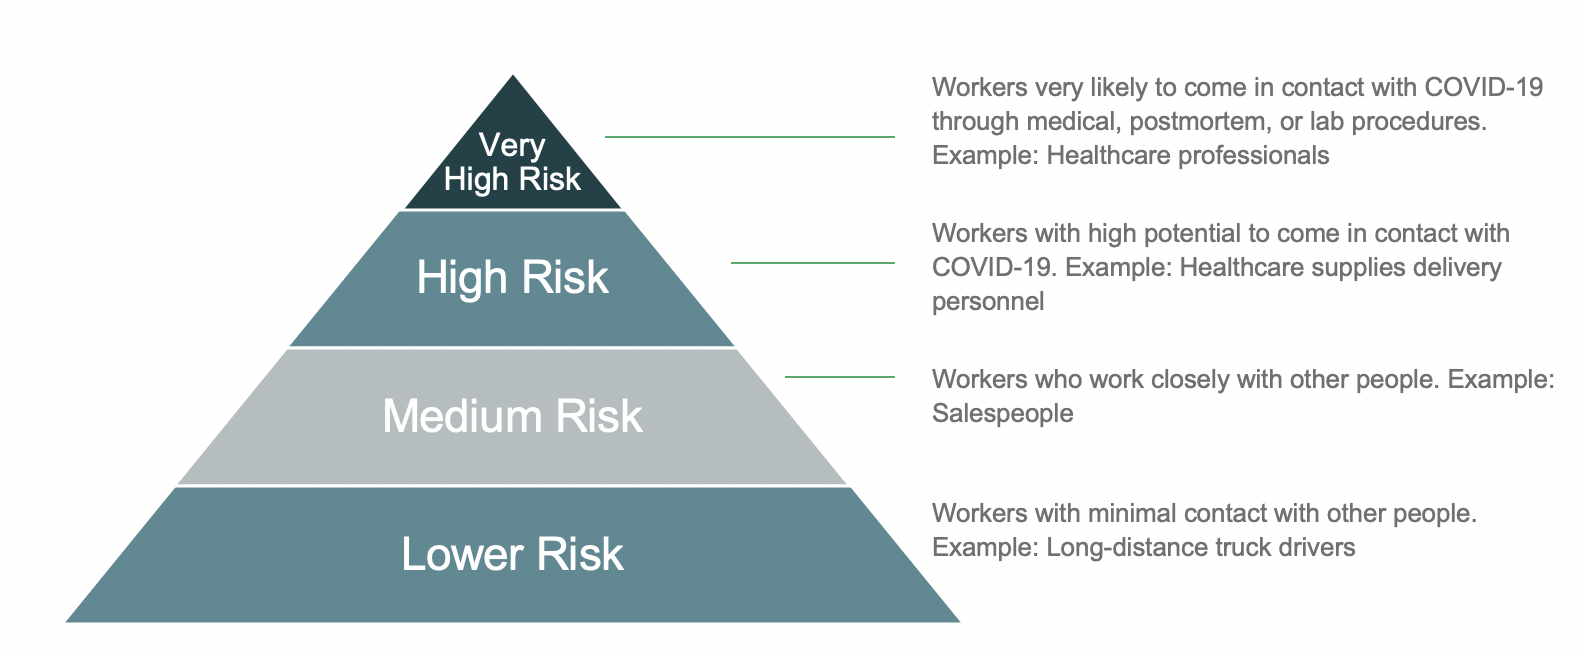 Very
High Risk
Workers very likely to come in contact with COVID-19
through medical, postmortem, or lab procedures.
Example: Healthcare professionals
High Risk
Workers with high potential to come in contact with
COVID-19. Example: Healthcare supplies delivery
personnel
Medium Risk
Workers who work closely with other people. Example:
Salespeople
Lower Risk
Workers with minimal contact with other people.
Example: Long-distance truck drivers